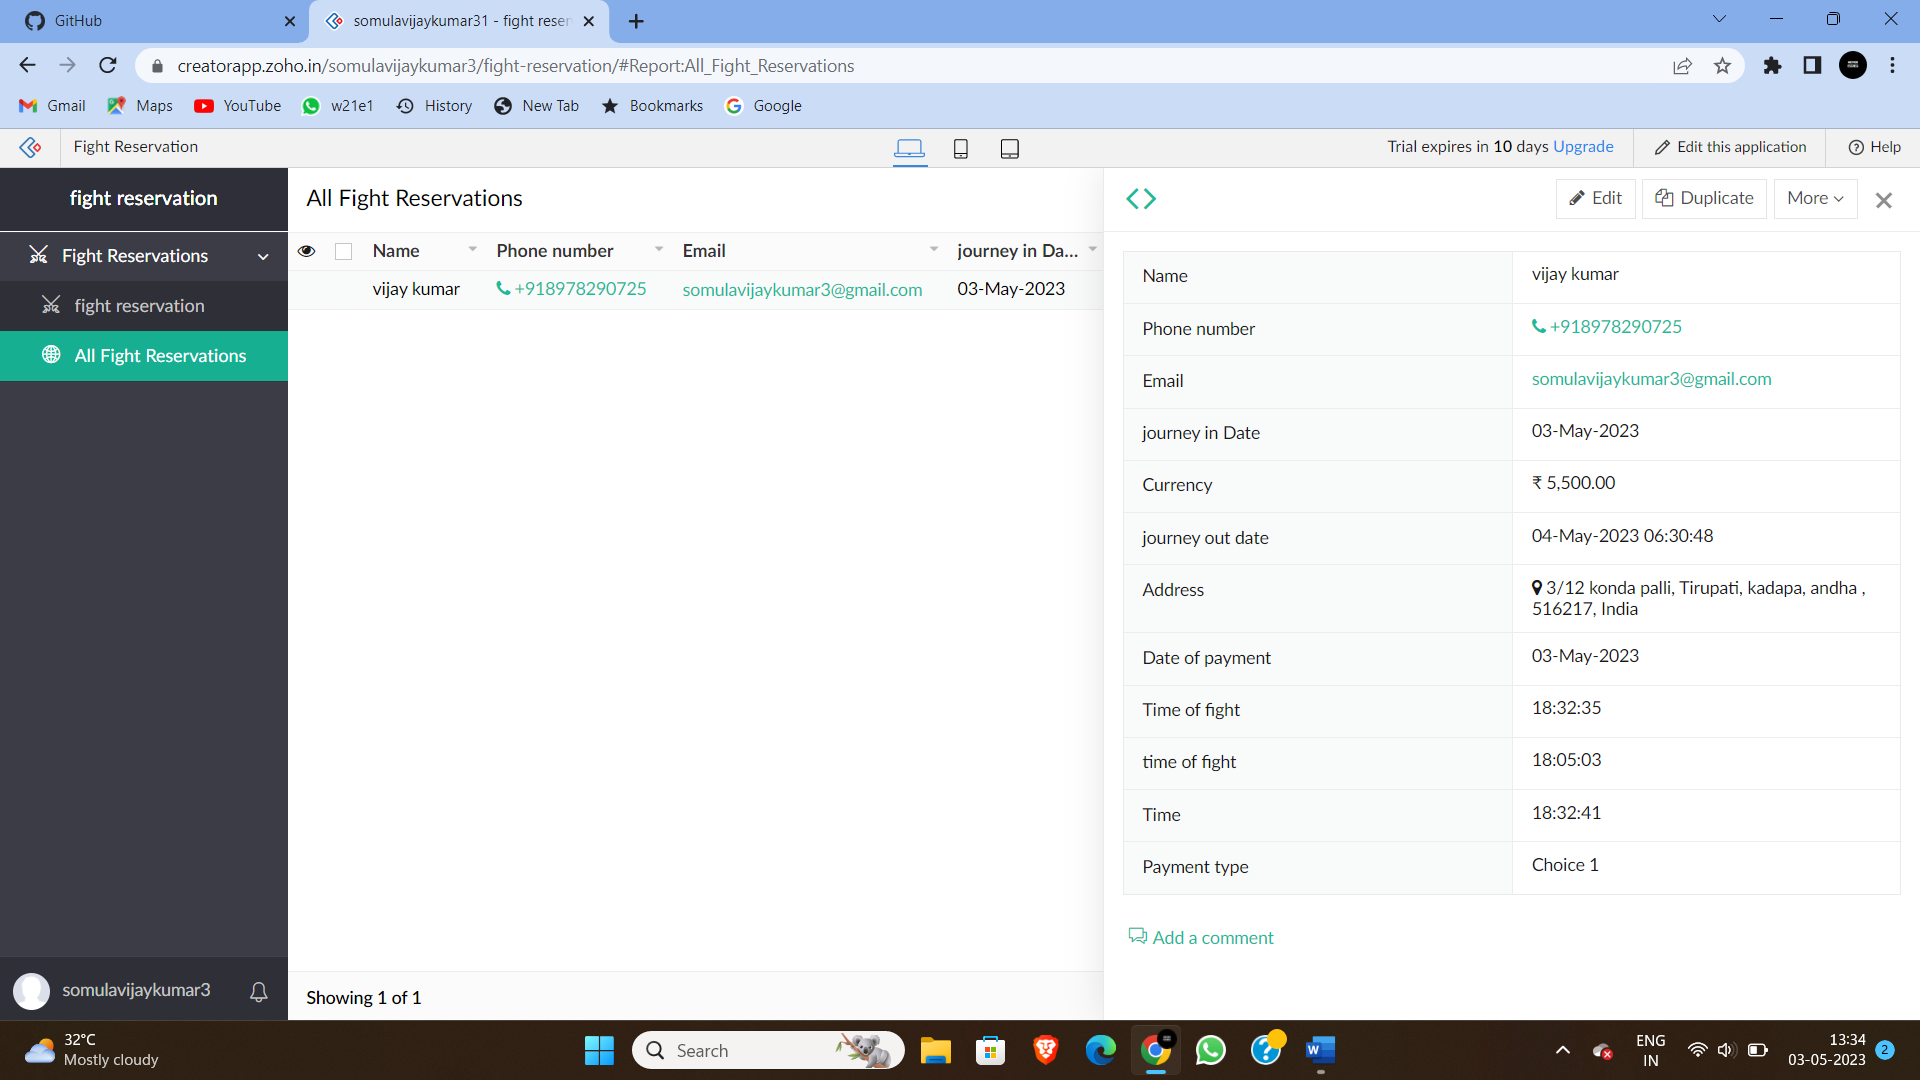 GitHub
somulavijaykumar31 - fight reser
creatorapp.zoho.in/somulavijaykumar3/fight-reservation/#Report:All_Fight_Reservations
Gmail Maps YouTube w21e1 History New Tab Bookmarks Google
Fight Reservation
Trial expires in 10 days Upgrade
Edit this application
Help
fight reservation
Fight Reservations
fight reservation
All Fight Reservations
somulavijaykumar3
All Fight Reservations
Name Phone number Email journey in Da...
vijay kumar +918978290725 somulavijaykumar3@gmail.com 03-May-2023
Showing 1 of 1
Edit Duplicate More
Name vijay kumar
Phone number +918978290725
Email somulavijaykumar3@gmail.com
journey in Date 03-May-2023
Currency ₹ 5,500.00
journey out date 04-May-2023 06:30:48
Address 3/12 konda palli, Tirupati, kadapa, andha ,
516217, India
Date of payment 03-May-2023
Time of fight 18:32:35
time of fight 18:05:03
Time 18:32:41
Payment type Choice 1
Add a comment
32°C
Mostly cloudy
Search
ENG
IN
13:34
03-05-2023
2